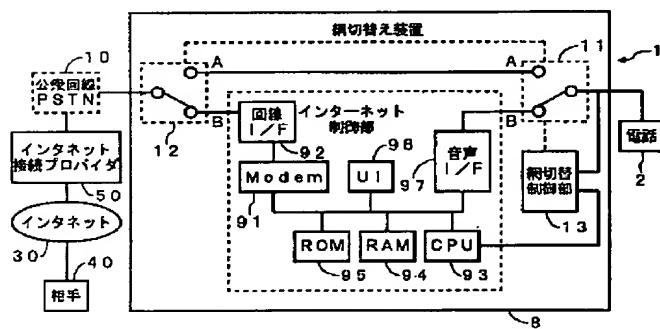 網切替え装置
1
10
公衆回線
PSTN
A
A
11
12
B
回線
I/F
92
インターネット
制御部
B
音声
I/F
97
電話
2
インタネット
接続プロバイダ
50
Modem
91
UI
98
網切替
制御部
13
インタネット
30
ROM
95
RAM
94
CPU
93
相手
40
8